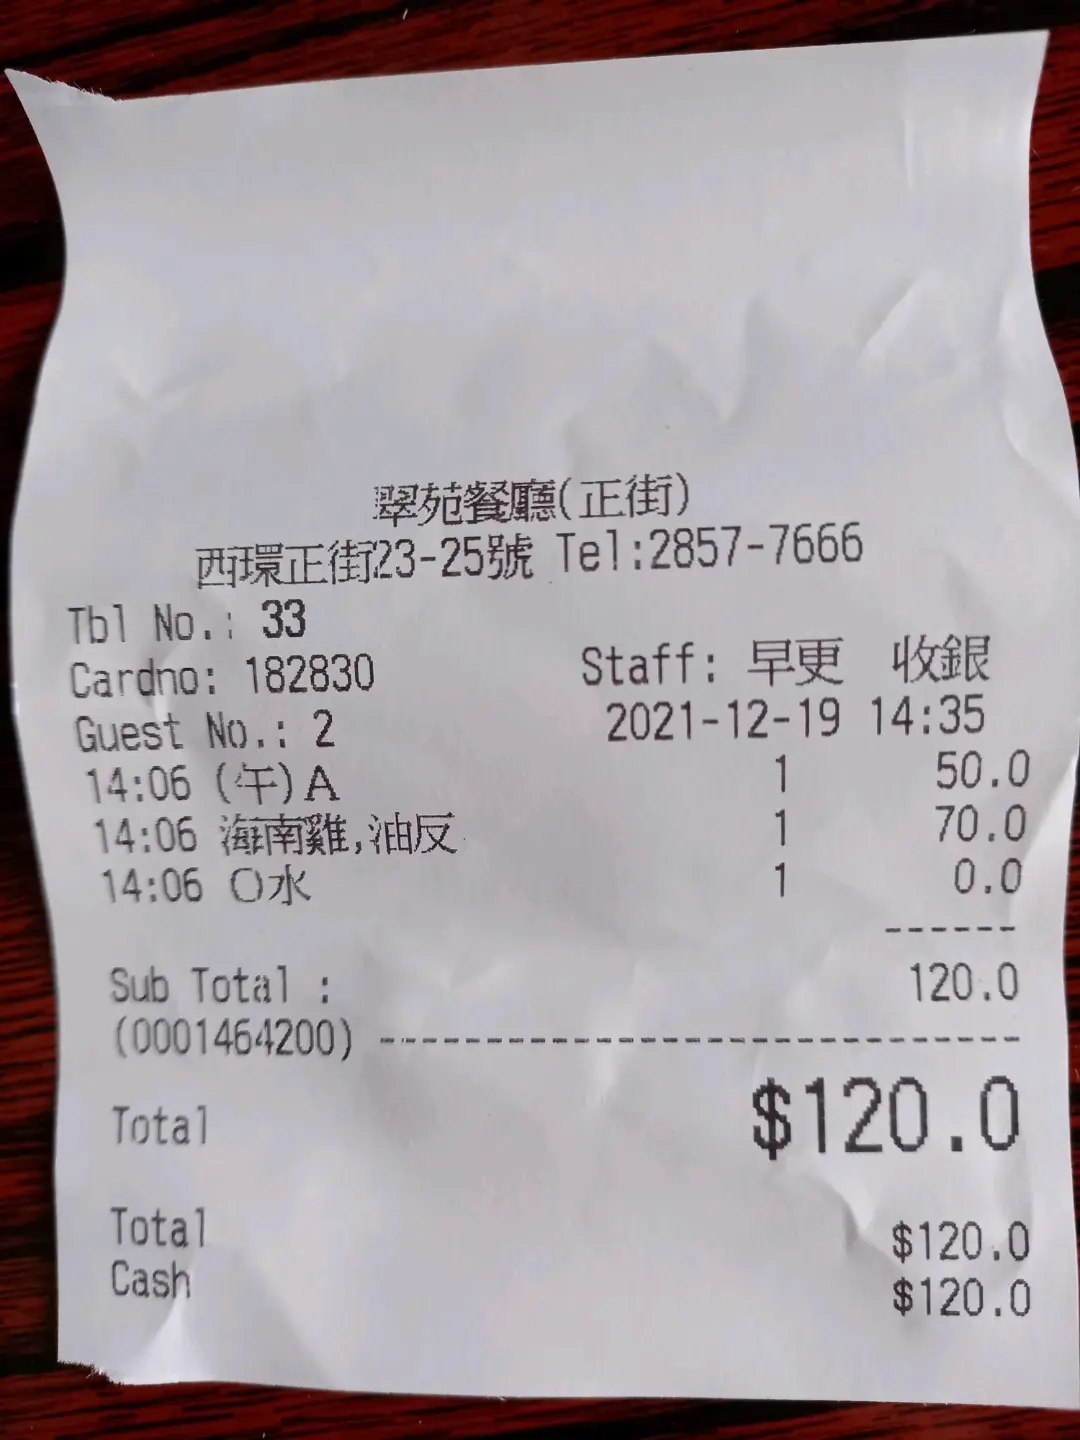 翠苑餐廳(正街)
西環正街23-25號 Tel:2857-7666
Tbl No.: 33
Cardno: 182830 Staff: 早更 收銀
Guest No.: 2 2021-12-19 14:35
14:06 (午)A 1 50.0
14:06 海南雞,油反 1 70.0
14:06 〇水 1 0.0
------
Sub Total : 120.0
(0001464200) ------------------------------
Total $120.0
Total $120.0
Cash $120.0